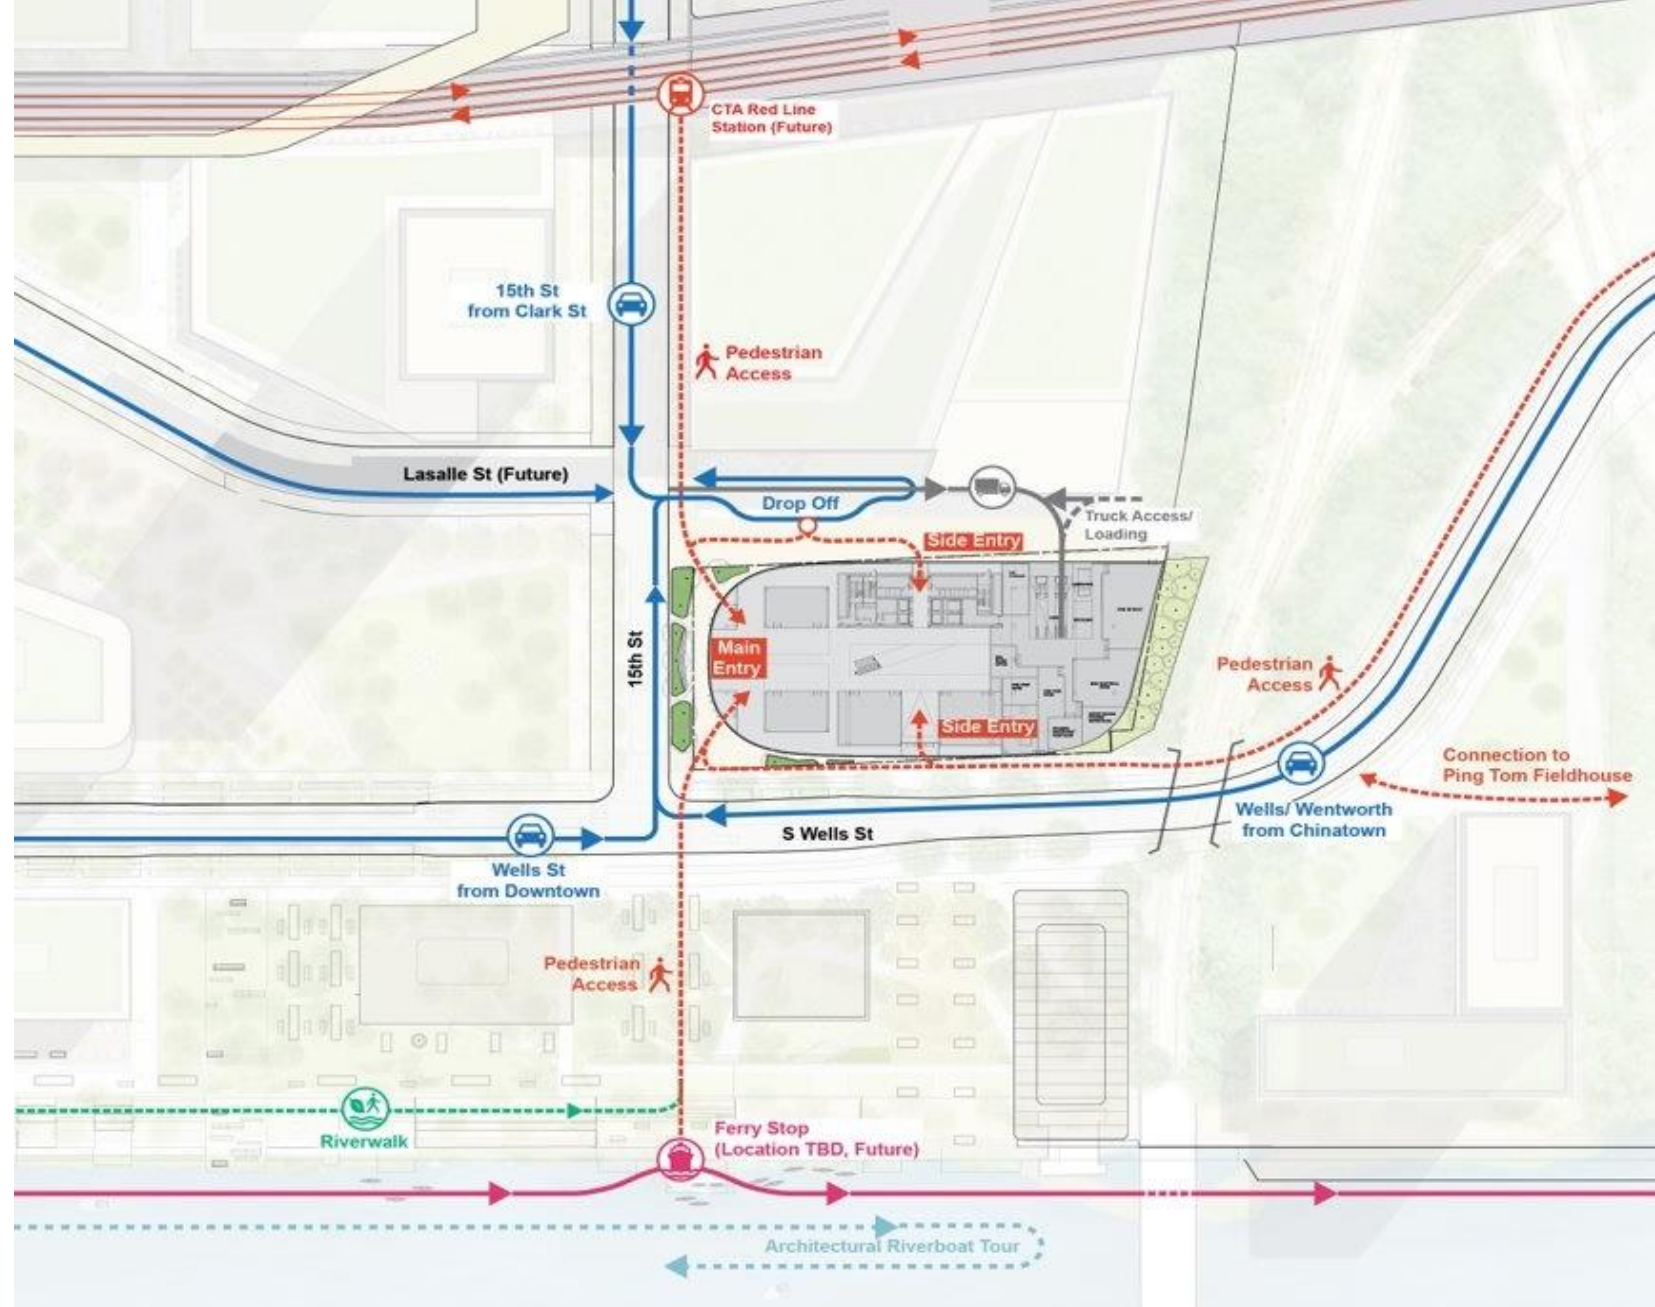 CTA Red Line
Station (Future)
15th St
from Clark St
Pedestrian
Access
Lasalle St (Future)
Drop Off
Truck Access/
Loading
Side Entry
15th St
Main
Entry
Side Entry
Pedestrian
Access
Connection to
Ping Tom Fieldhouse
Wells/ Wentworth
from Chinatown
S Wells St
Wells St
from Downtown
Pedestrian
Access
Riverwalk
Ferry Stop
(Location TBD, Future)
Architectural Riverboat Tour